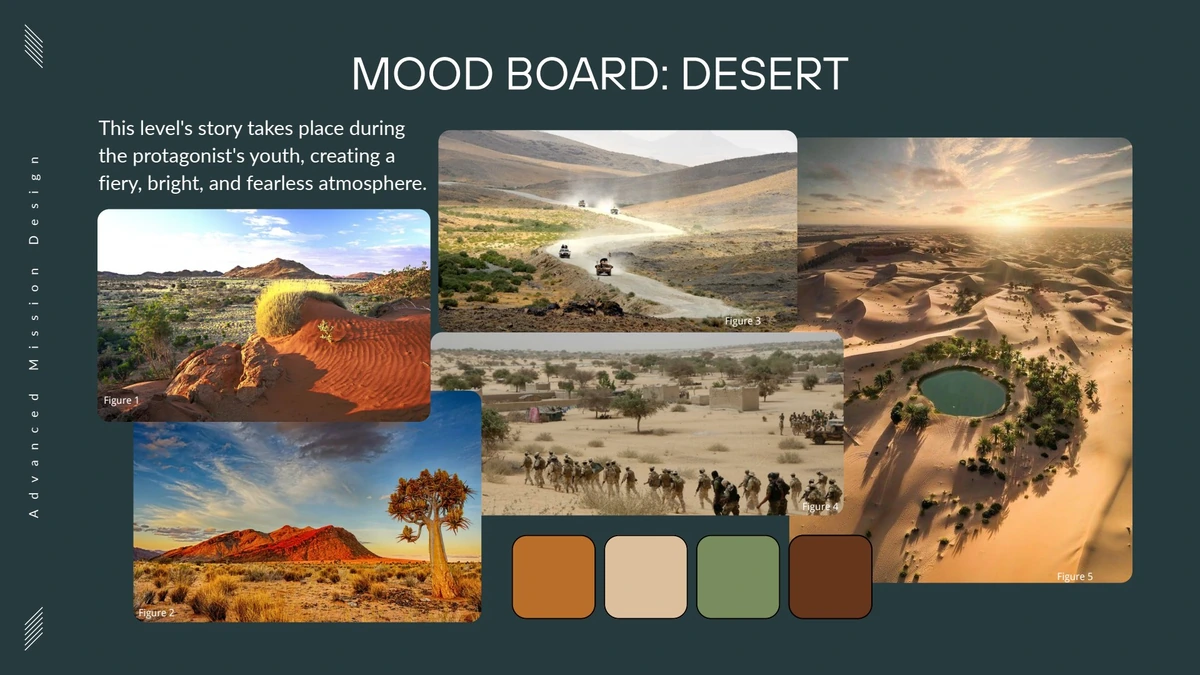 MOOD BOARD: DESERT
This level's story takes place during
the protagonist's youth, creating a
fiery, bright, and fearless atmosphere.
Advanced Mission Design
Figure 1
Figure 2
Figure 3
Figure 4
Figure 5